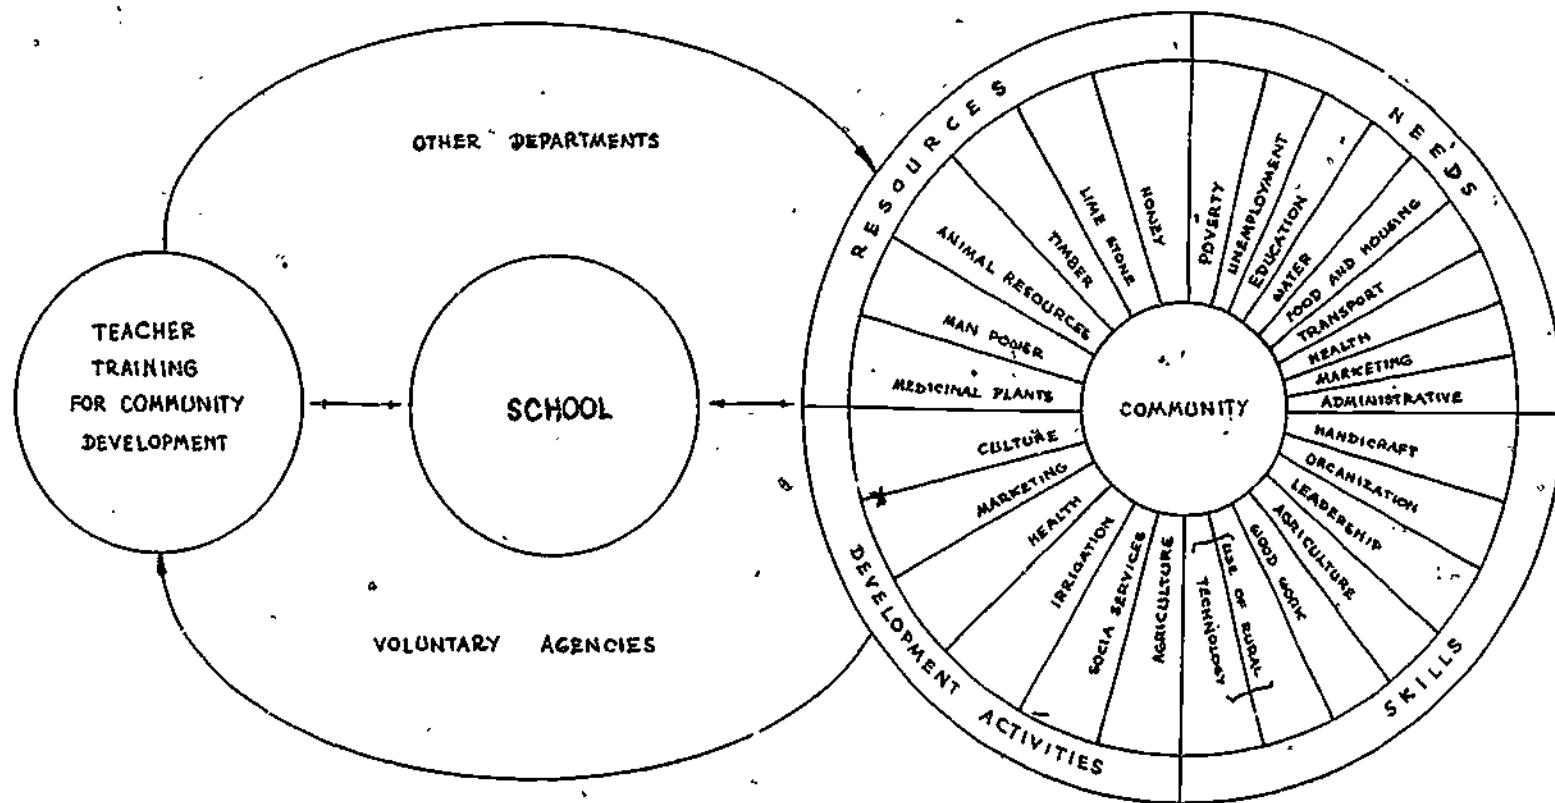 OTHER DEPARTMENTS
TEACHER
TRAINING
FOR COMMUNITY
DEVELOPMENT
SCHOOL
VOLUNTARY AGENCIES
RESOURCES
MEDICINAL PLANTS
MAN POWER
ANIMAL RESOURCES
TIMBER
LIME STONE
HONEY
NEEDS
POVERTY
UNEMPLOYMENT
EDUCATION
WATER
FOOD AND HOUSING
TRANSPORT
HEALTH
MARKETING
ADMINISTRATIVE
COMMUNITY
SKILLS
HANDICRAFT
ORGANIZATION
LEADERSHIP
AGRICULTURE
WOOD WORK
{USE OF RURAL}
TECHNOLOGY
DEVELOPMENT ACTIVITIES
CULTURE
MARKETING
HEALTH
IRRIGATION
SOCIA SERVICES
AGRICULTURE